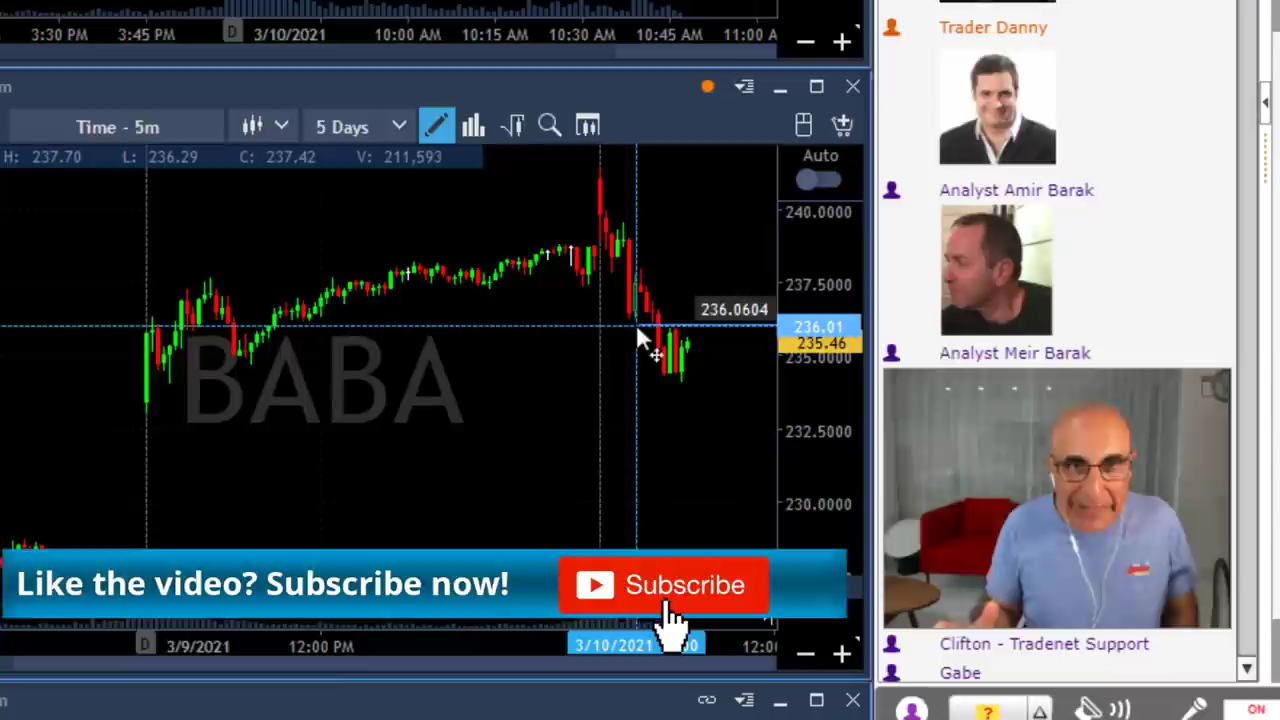 3:30 PM 3:45 PM D 3/10/2021 10:00 AM 10:15 AM 10:30 AM 10:45 AM 11:00 A
m
Time - 5m 5 Days
H: 237.70 L: 236.29 C: 237.42 V: 211,593
Auto
240.0000
237.5000
236.0604
236.01
235.46
235.0000
232.5000
230.0000
BABA
Like the video? Subscribe now! Subscribe
D 3/9/2021 12:00 PM 3/10/2021 00 12:0
m
Trader Danny
Analyst Amir Barak
Analyst Meir Barak
Clifton - Tradenet Support
Gabe
? ON